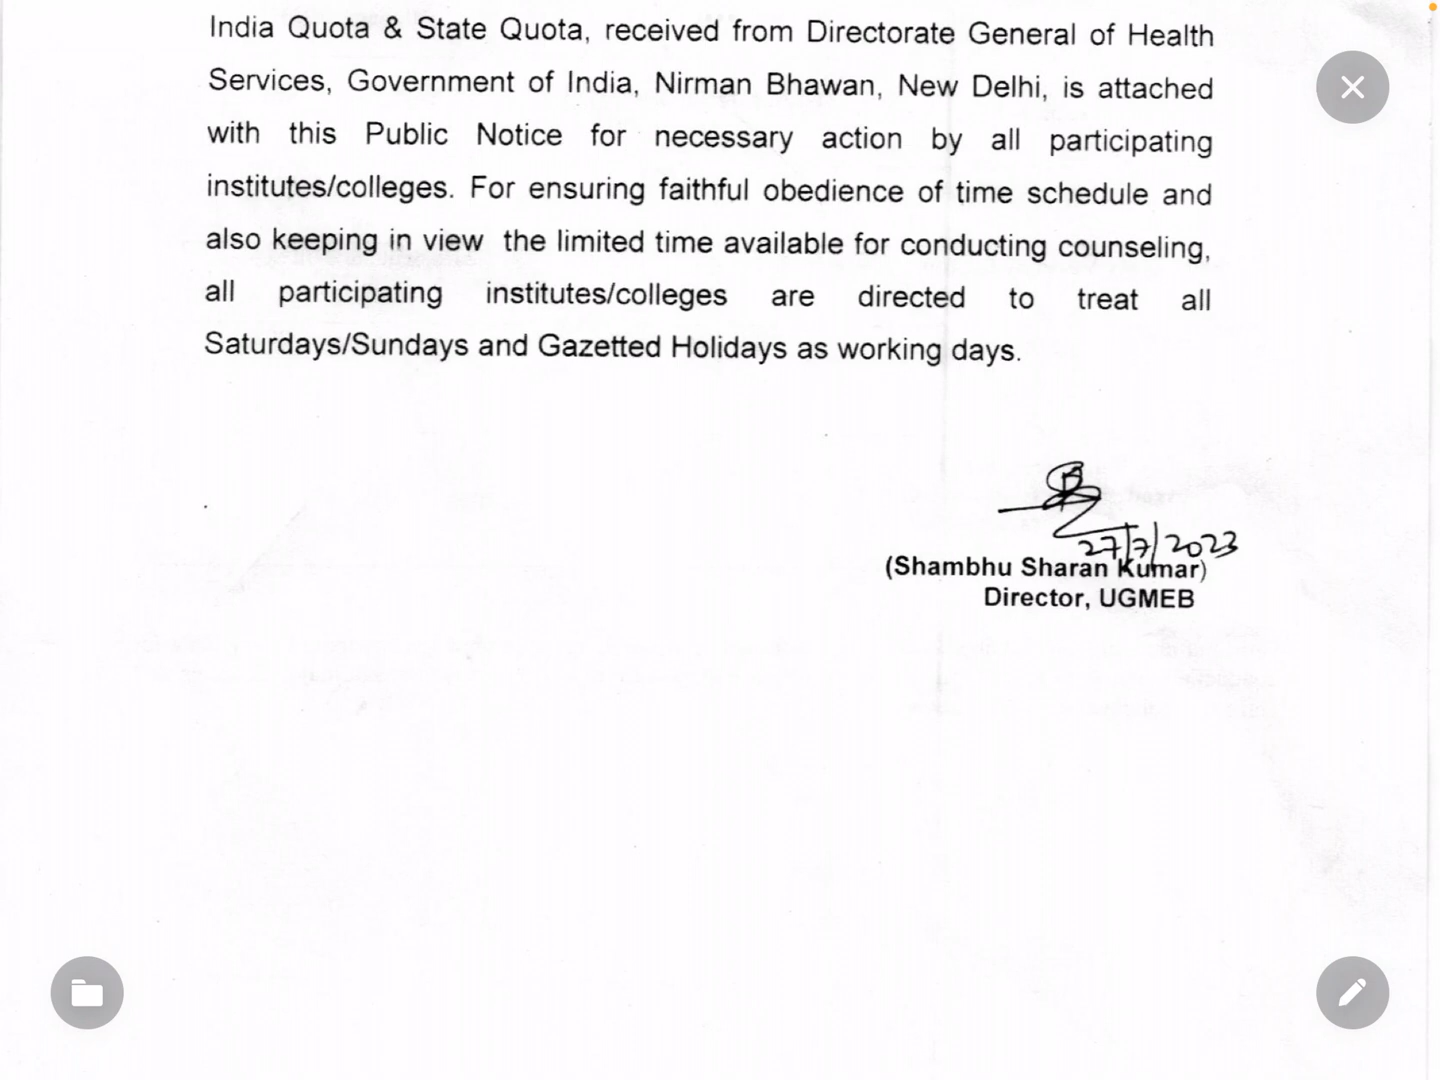 India Quota & State Quota, received from Directorate General of Health
Services, Government of India, Nirman Bhawan, New Delhi, is attached
with this Public Notice for necessary action by all participating
institutes/colleges. For ensuring faithful obedience of time schedule and
also keeping in view the limited time available for conducting counseling,
all participating institutes/colleges are directed to treat all
Saturdays/Sundays and Gazetted Holidays as working days.
27/7/2023
(Shambhu Sharan Kumar)
Director, UGMEB